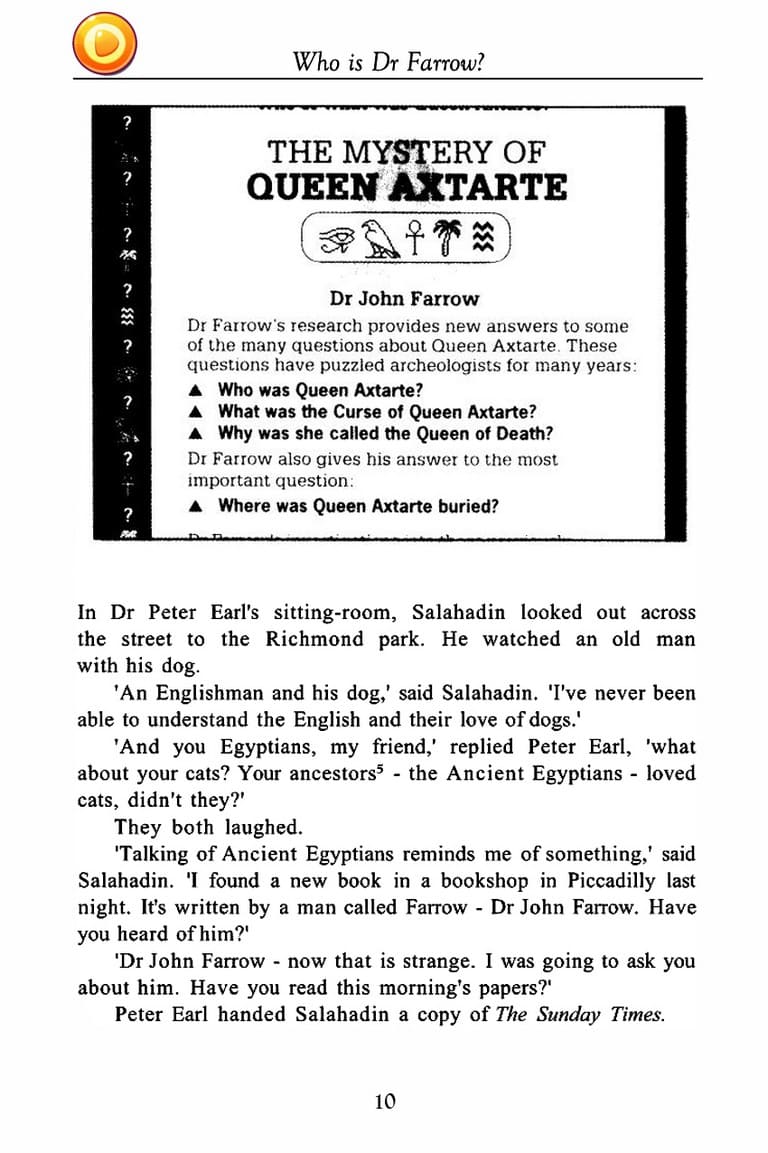 Who is Dr Farrow?
THE MYSTERY OF
QUEEN AXTARTE
Dr John Farrow
Dr Farrow's research provides new answers to some
of the many questions about Queen Axtarte. These
questions have puzzled archeologists for many years:
▲ Who was Queen Axtarte?
▲ What was the Curse of Queen Axtarte?
▲ Why was she called the Queen of Death?
Dr Farrow also gives his answer to the most
important question:
▲ Where was Queen Axtarte buried?
In Dr Peter Earl's sitting-room, Salahadin looked out across
the street to the Richmond park. He watched an old man
with his dog.
'An Englishman and his dog,' said Salahadin. 'I've never been
able to understand the English and their love of dogs.'
'And you Egyptians, my friend,' replied Peter Earl, 'what
about your cats? Your ancestors⁵ - the Ancient Egyptians - loved
cats, didn't they?'
They both laughed.
'Talking of Ancient Egyptians reminds me of something,' said
Salahadin. 'I found a new book in a bookshop in Piccadilly last
night. It's written by a man called Farrow - Dr John Farrow. Have
you heard of him?'
'Dr John Farrow - now that is strange. I was going to ask you
about him. Have you read this morning's papers?'
Peter Earl handed Salahadin a copy of The Sunday Times.
10